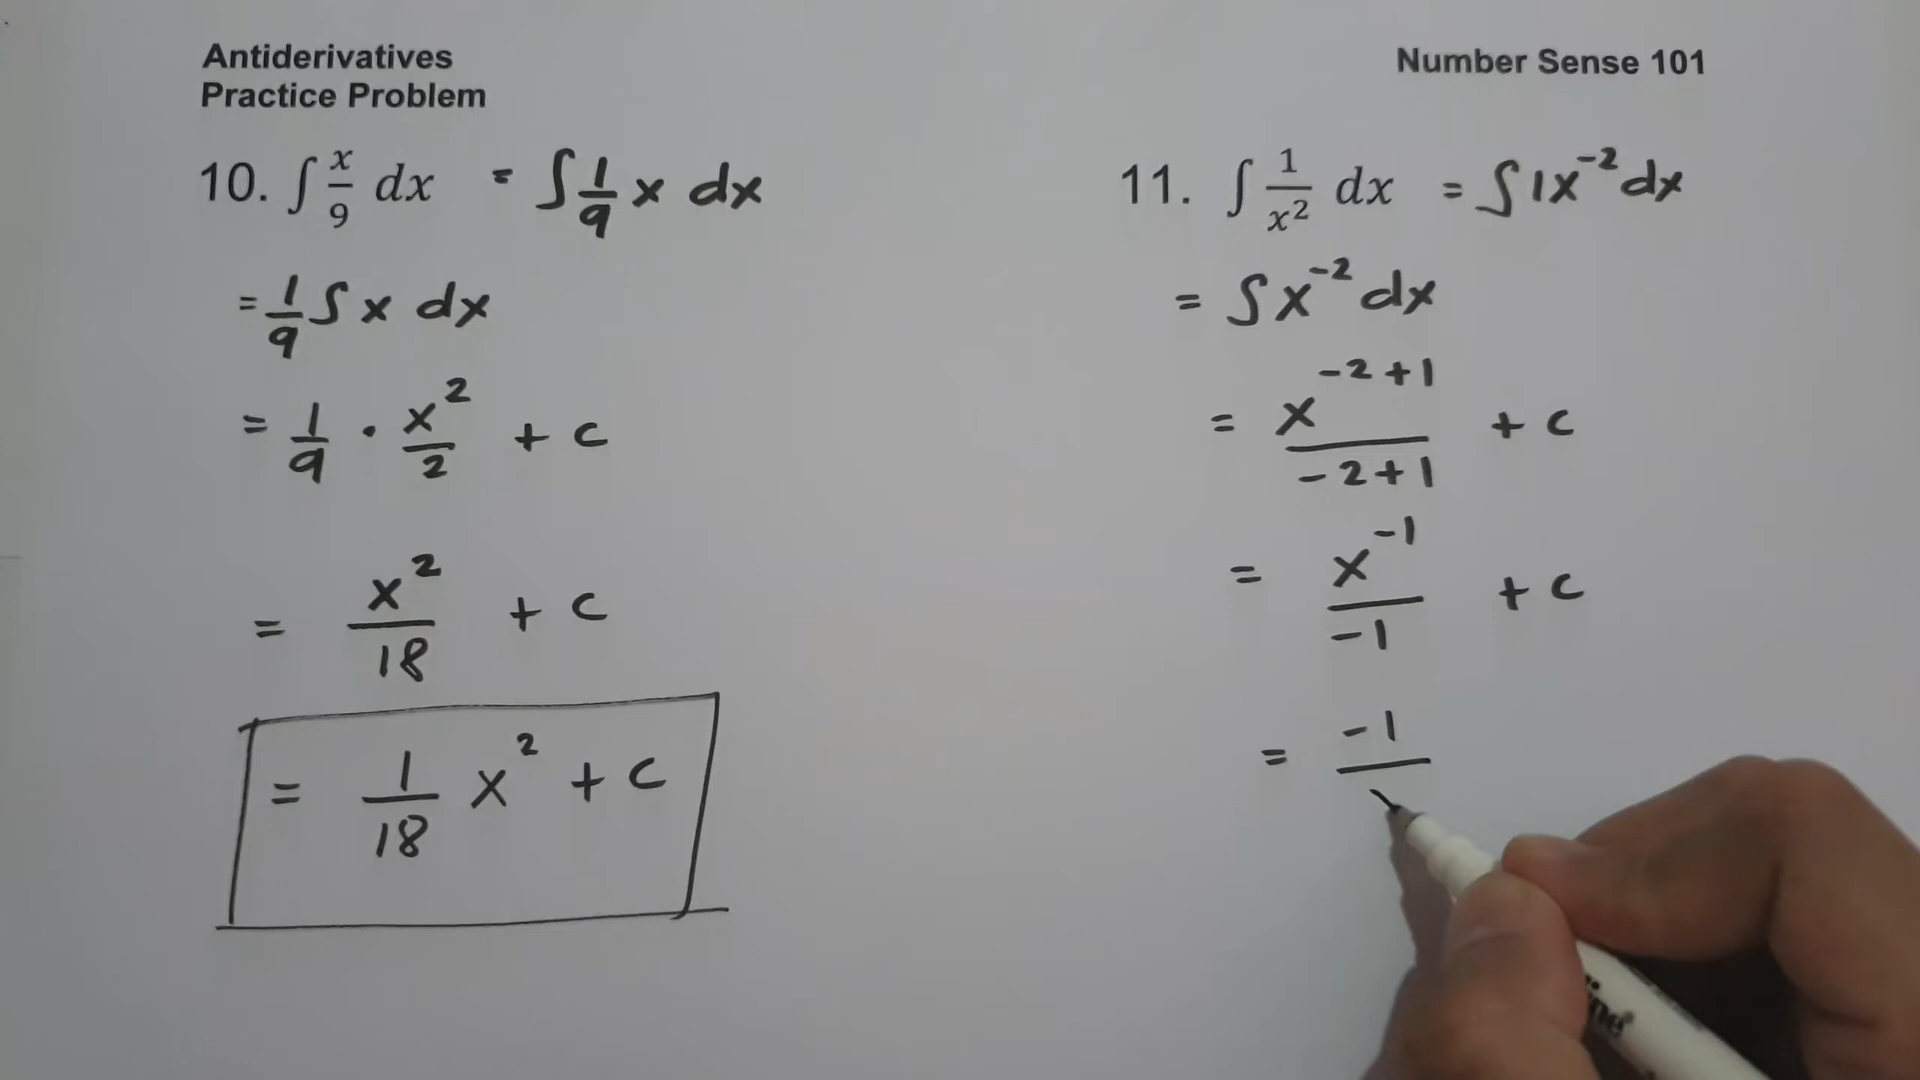 Antiderivatives
Practice Problem
Number Sense 101
10. ∫ x/9 dx = ∫ 1/9 x dx
= 1/9 ∫ x dx
= 1/9 · x²/2 + c
= x²/18 + c
= 1/18 x² + c
11. ∫ 1/x² dx = ∫ 1x⁻² dx
= ∫ x⁻² dx
= x⁻²⁺¹/-2+1 + c
= x⁻¹/-1 + c
= -1/